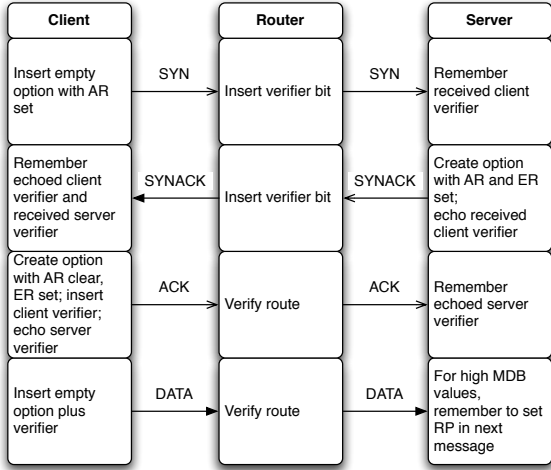 Client
Router
Server
Insert empty
option with AR
set
SYN
Insert verifier bit
SYN
Remember
received client
verifier
Remember
echoed client
verifier and
received server
verifier
SYNACK
Insert verifier bit
SYNACK
Create option
with AR and ER
set;
echo received
client verifier
Create option
with AR clear,
ER set; insert
client verifier;
echo server
verifier
ACK
Verify route
ACK
Remember
echoed server
verifier
Insert empty
option plus
verifier
DATA
Verify route
DATA
For high MDB
values,
remember to set
RP in next
message